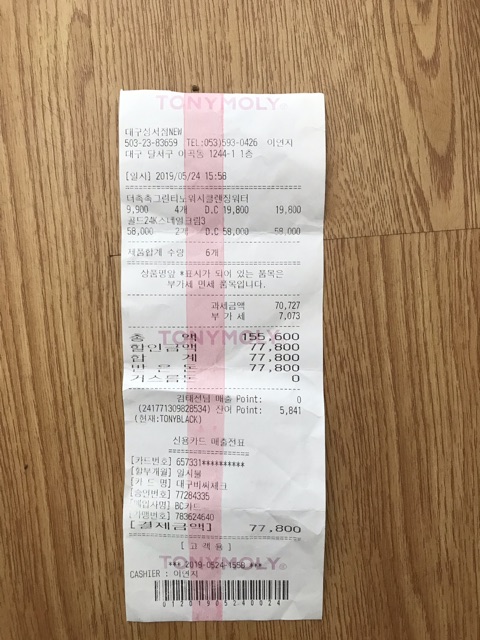 TONYMOLY
대구성서점NEW
503-23-83659 TEL:053)593-0426 이연지
대구 달서구 이곡동 1244-1 1층
[일시] 2019/05/24 15:58
더촉촉그린티노워시클렌징워터
9,900 4개 D.C 19,800 19,800
골드24K스네일크림3
58,000 2개 D.C 58,000 58,000
제품합계 수량 6개
상품명앞 *표시가 되어 있는 품목은
부가세 면세 품목입니다.
과세금액 70,727
부 가 세 7,073
TONYMOLY
총 액 155,600
할인금액 77,800
합 계 77,800
받 은 돈 77,800
거스름돈 0
김태선님 매출 Point: 0
(241771309828534) 잔여 Point: 5,841
(현재:TONYBLACK)
신용카드 매출전표
[카드번호] 657331**********
[할부개월] 일시불
[카 드 명] 대구비씨체크
[승인번호] 77284335
[매입사명] BC카드
[가맹번호] 783624640
[결제금액] 77,800
[ 고 객 용 ]
TONYMOLY
*** 2019-0524-1558 ***
CASHIER : 이연지
01201905240024